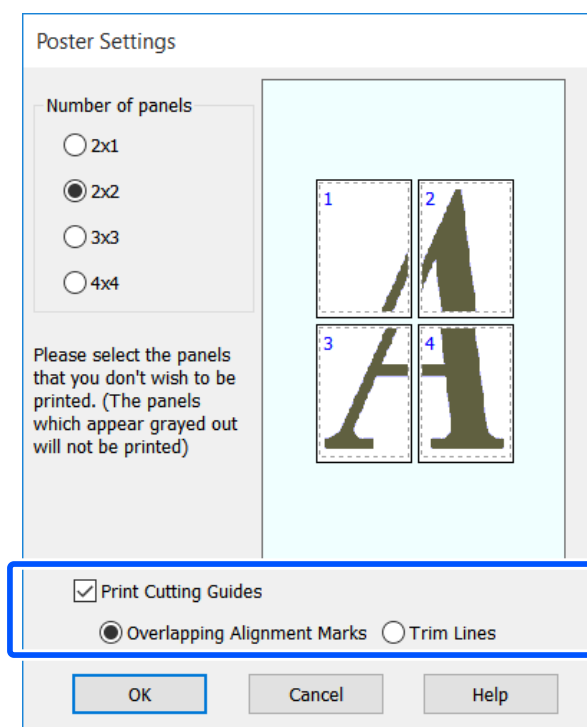 Poster Settings
Number of panels
2x1
2x2
3x3
4x4
1
2
3
4
Please select the panels
that you don't wish to be
printed. (The panels
which appear grayed out
will not be printed)
Print Cutting Guides
Overlapping Alignment Marks
Trim Lines
OK
Cancel
Help